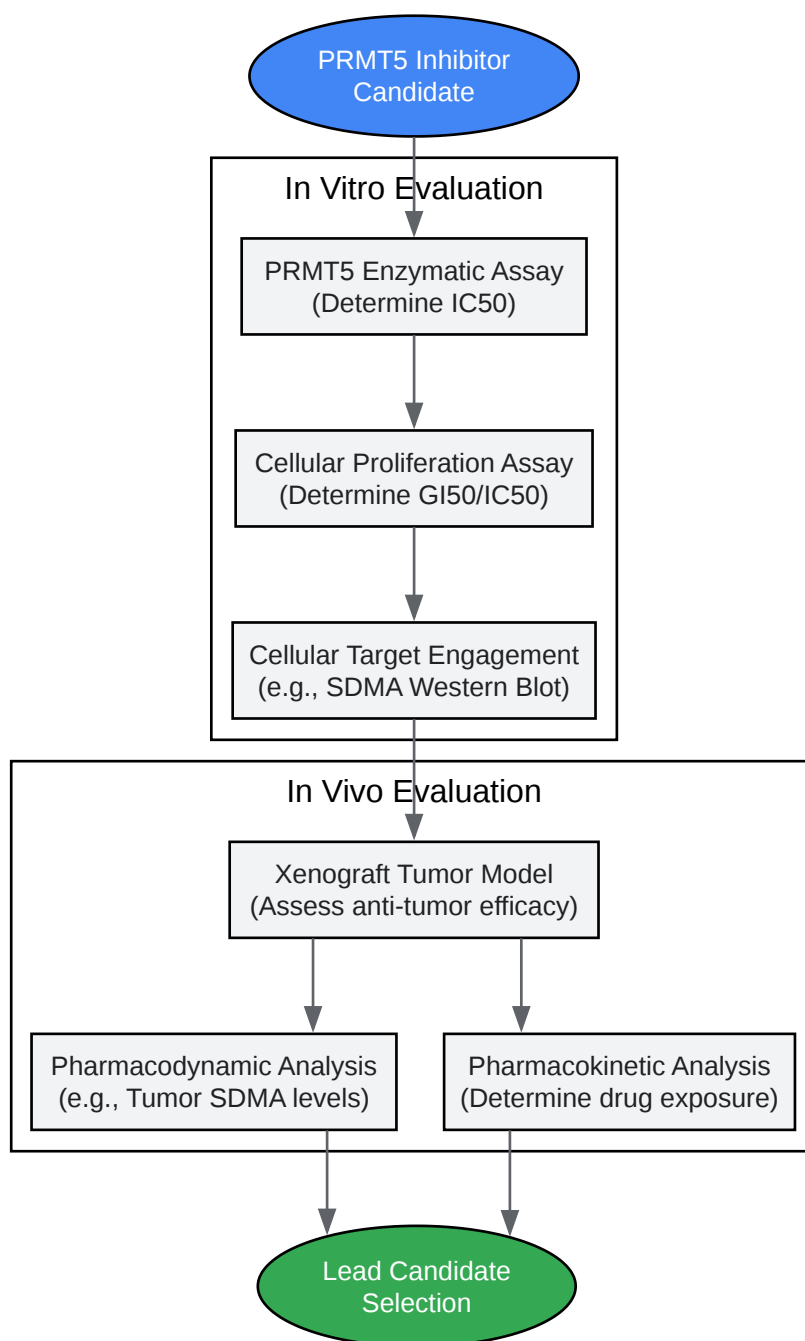 PRMT5 Inhibitor
Candidate
In Vitro Evaluation
PRMT5 Enzymatic Assay
(Determine IC50)
Cellular Proliferation Assay
(Determine GI50/IC50)
Cellular Target Engagement
(e.g., SDMA Western Blot)
In Vivo Evaluation
Xenograft Tumor Model
(Assess anti-tumor efficacy)
Pharmacodynamic Analysis
(e.g., Tumor SDMA levels)
Pharmacokinetic Analysis
(Determine drug exposure)
Lead Candidate
Selection